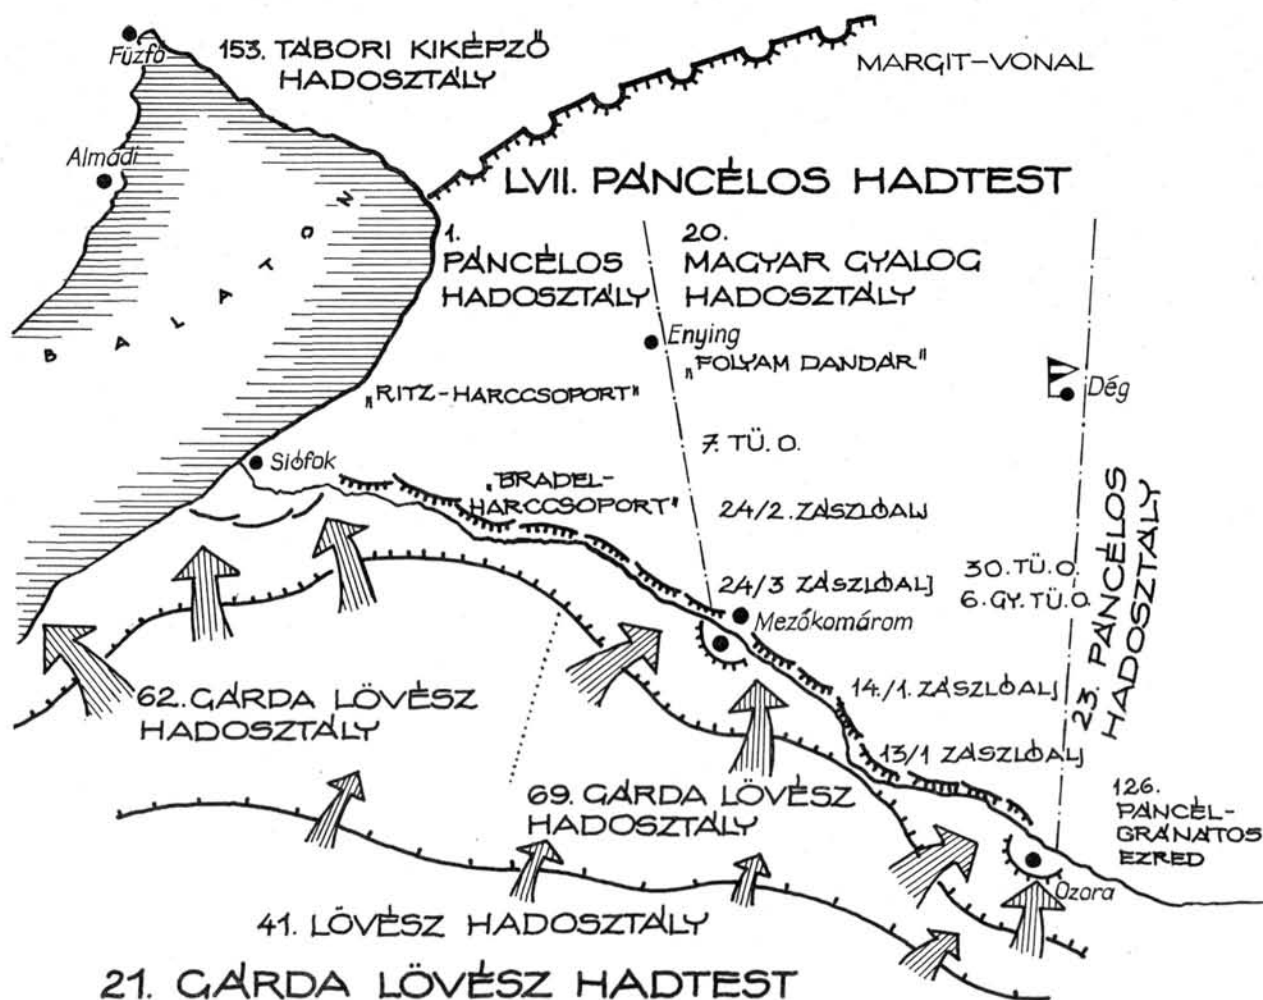 Fűzfő
153. TÁBORI KIKÉPZŐ
HADOSZTÁLY
MARGIT-VONAL
Almádi
LVII. PÁNCÉLOS HADTEST
BALATON
1.
PÁNCÉLOS
HADOSZTÁLY
20.
MAGYAR GYALOG
HADOSZTÁLY
Enying
„FOLYAM DANDÁR"
Dég
„RITZ-HARCCSOPORT"
7. TÜ. O.
Siófok
„BRADEL-
HARCCSOPORT"
24/2. ZÁSZLÓALJ
24/3 ZÁSZLÓALJ
30. TÜ. O.
6. GY. TÜ. O.
23. PÁNCÉLOS
HADOSZTÁLY
Mezőkomárom
62. GÁRDA LÖVÉSZ
HADOSZTÁLY
14./1. ZÁSZLÓALJ
13/1 ZÁSZLÓALJ
69. GÁRDA LÖVÉSZ
HADOSZTÁLY
126.
PÁNCÉL-
GRÁNÁTOS
EZRED
Ozora
41. LÖVÉSZ HADOSZTÁLY
21. GÁRDA LÖVÉSZ HADTEST